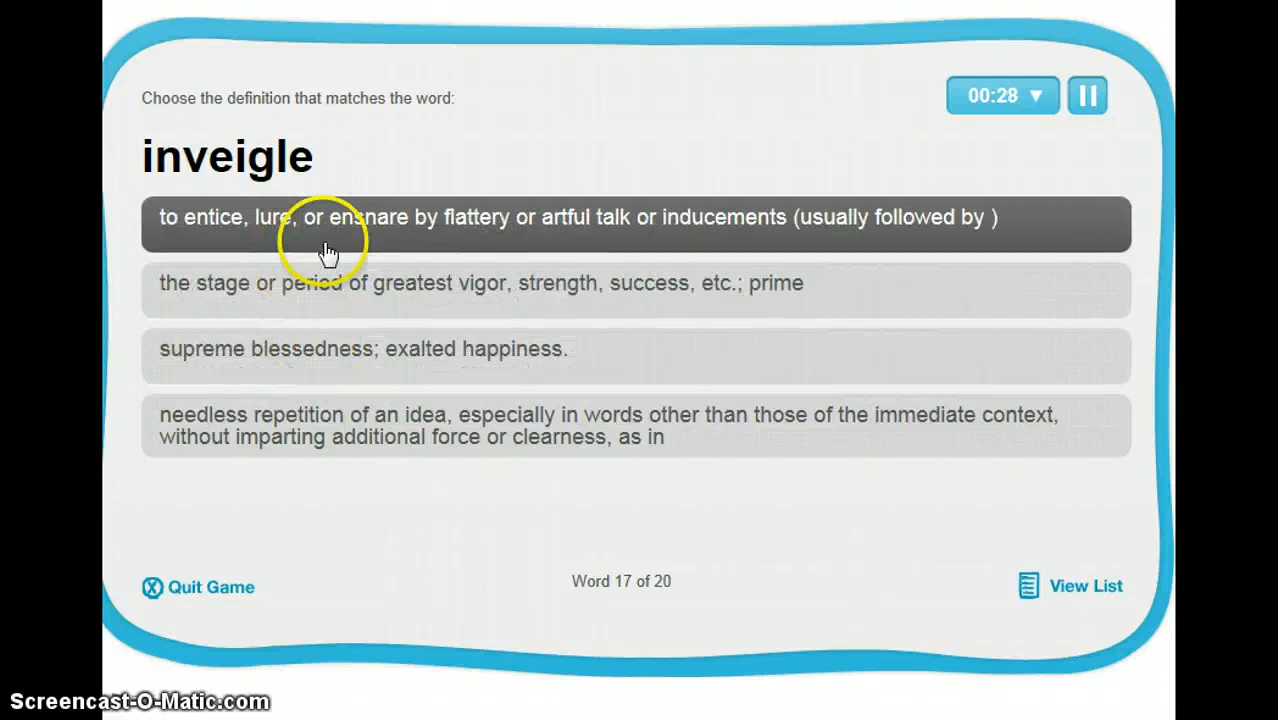 Choose the definition that matches the word:
00:28 ▼
inveigle
to entice, lure, or ensnare by flattery or artful talk or inducements (usually followed by )
the stage or period of greatest vigor, strength, success, etc.; prime
supreme blessedness; exalted happiness.
needless repetition of an idea, especially in words other than those of the immediate context,
without imparting additional force or clearness, as in
Quit Game
Word 17 of 20
View List
Screencast-O-Matic.com